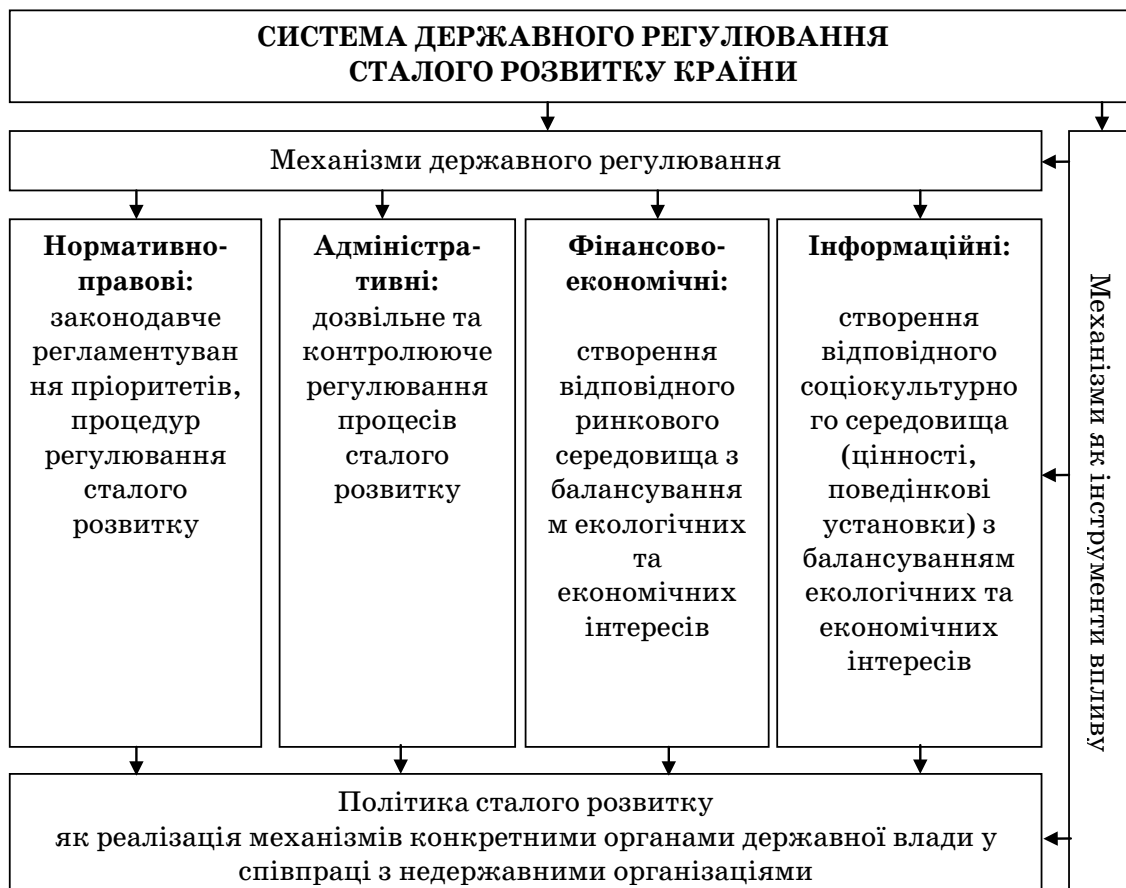 СИСТЕМА ДЕРЖАВНОГО РЕГУЛЮВАННЯ
СТАЛОГО РОЗВИТКУ КРАЇНИ
Механізми державного регулювання
Нормативно-
правові:
законодавче
регламентуван
ня пріоритетів,
процедур
регулювання
сталого
розвитку
Адміністра-
тивні:
дозвільне та
контролююче
регулювання
процесів
сталого
розвитку
Фінансово-
економічні:
створення
відповідного
ринкового
середовища з
балансування
м екологічних
та
економічних
інтересів
Інформаційні:
створення
відповідного
соціокультурно
го середовища
(цінності,
поведінкові
установки) з
балансуванням
екологічних та
економічних
інтересів
Механізми як інструменти впливу
Політика сталого розвитку
як реалізація механізмів конкретними органами державної влади у
співпраці з недержавними організаціями